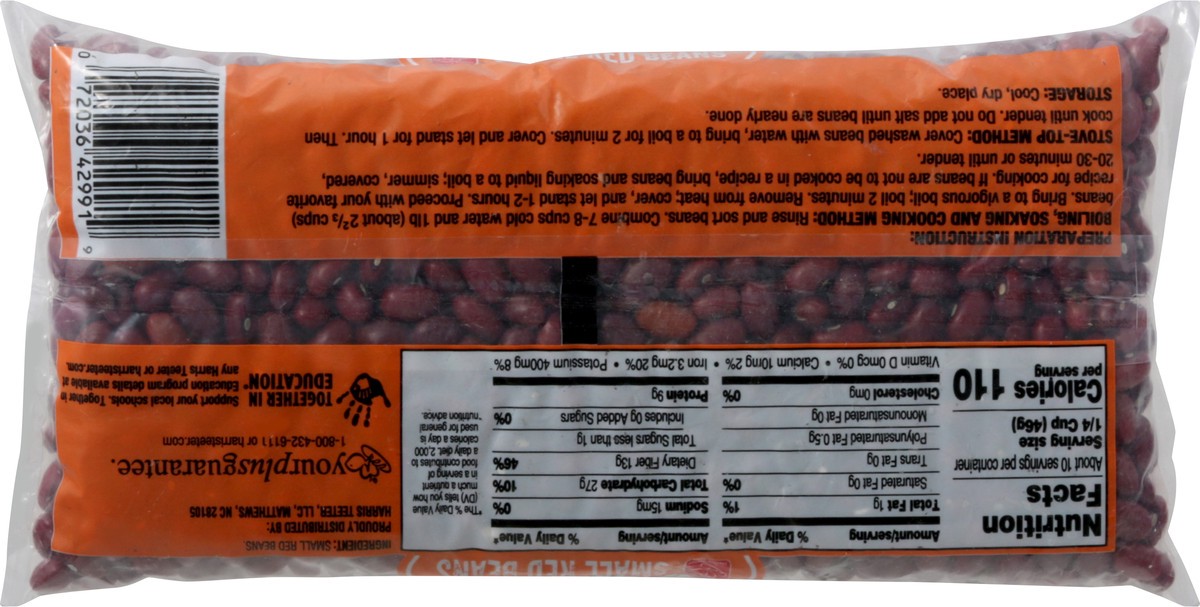 SMALL RED BEANS
Nutrition
Facts
About 10 servings per container
Serving size
1/4 Cup (46g)
Calories 110
per serving
Amount/serving % Daily Value*
Total Fat 1g 1%
Saturated Fat 0g 0%
Trans Fat 0g
Polyunsaturated Fat 0.5g
Monounsaturated Fat 0g
Cholesterol 0mg 0%
Amount/serving % Daily Value*
Sodium 15mg 0%
Total Carbohydrate 27g 10%
Dietary Fiber 13g 46%
Total Sugars less than 1g
Includes 0g Added Sugars 0%
Protein 9g
Vitamin D 0mcg 0% • Calcium 10mg 2% • Iron 3.2mg 20% • Potassium 400mg 8%
*The % Daily Value
(DV) tells you how
much a nutrient
in a serving of
food contributes to
a daily diet. 2,000
calories a day is
used for general
nutrition advice.
INGREDIENT: SMALL RED BEANS.
PROUDLY DISTRIBUTED BY:
HARRIS TEETER, LLC, MATTHEWS, NC 28105
yourplusguarantee.
1-800-432-6111 or harristeeter.com
TOGETHER IN
EDUCATION®
Support your local schools. Together in
Education program details available at
any Harris Teeter or harristeeter.com.
PREPARATION INSTRUCTION:
BOILING, SOAKING AND COOKING METHOD: Rinse and sort beans. Combine 7-8 cups cold water and 1lb (about 2 2/3 cups)
beans. Bring to a vigorous boil; boil 2 minutes. Remove from heat; cover, and let stand 1-2 hours. Proceed with your favorite
recipe for cooking. If beans are not to be cooked in a recipe, bring beans and soaking liquid to a boil; simmer, covered,
20-30 minutes or until tender.
STOVE-TOP METHOD: Cover washed beans with water, bring to a boil for 2 minutes. Cover and let stand for 1 hour. Then
cook until tender. Do not add salt until beans are nearly done.
STORAGE: Cool, dry place.
0 72036 42991 9
RED BEANS